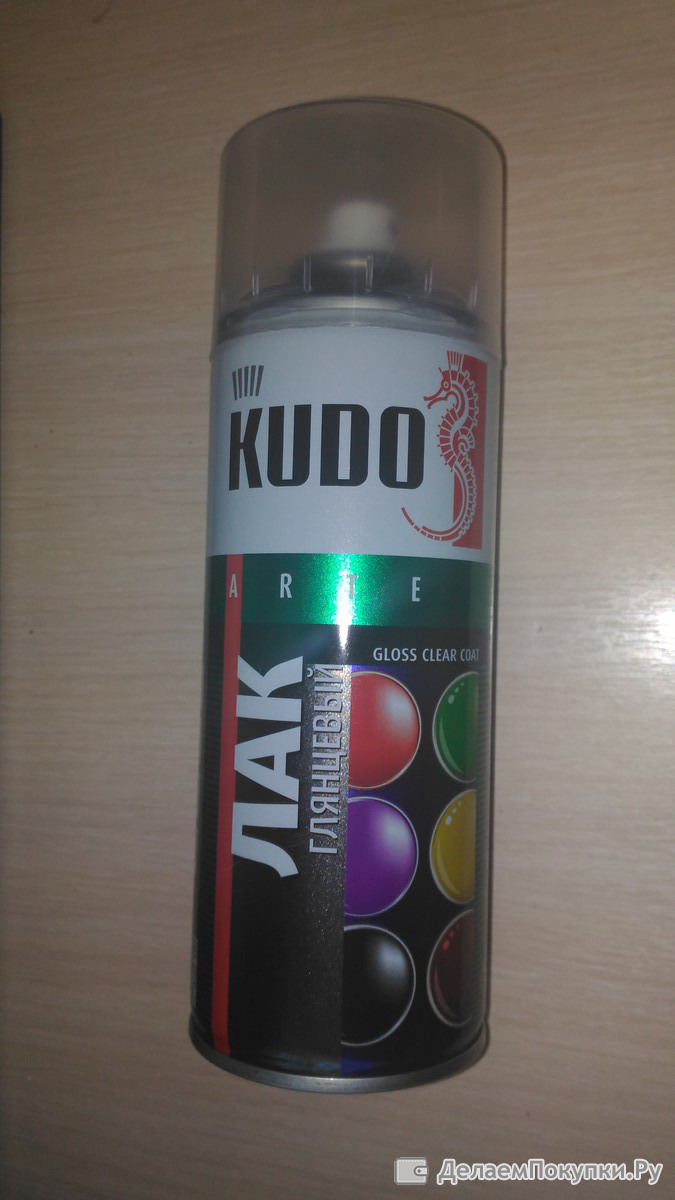 KUDO
ARTE
GLOSS CLEAR COAT
ЛАК
ГЛЯНЦЕВЫЙ
ДелаемПокупки.Ру